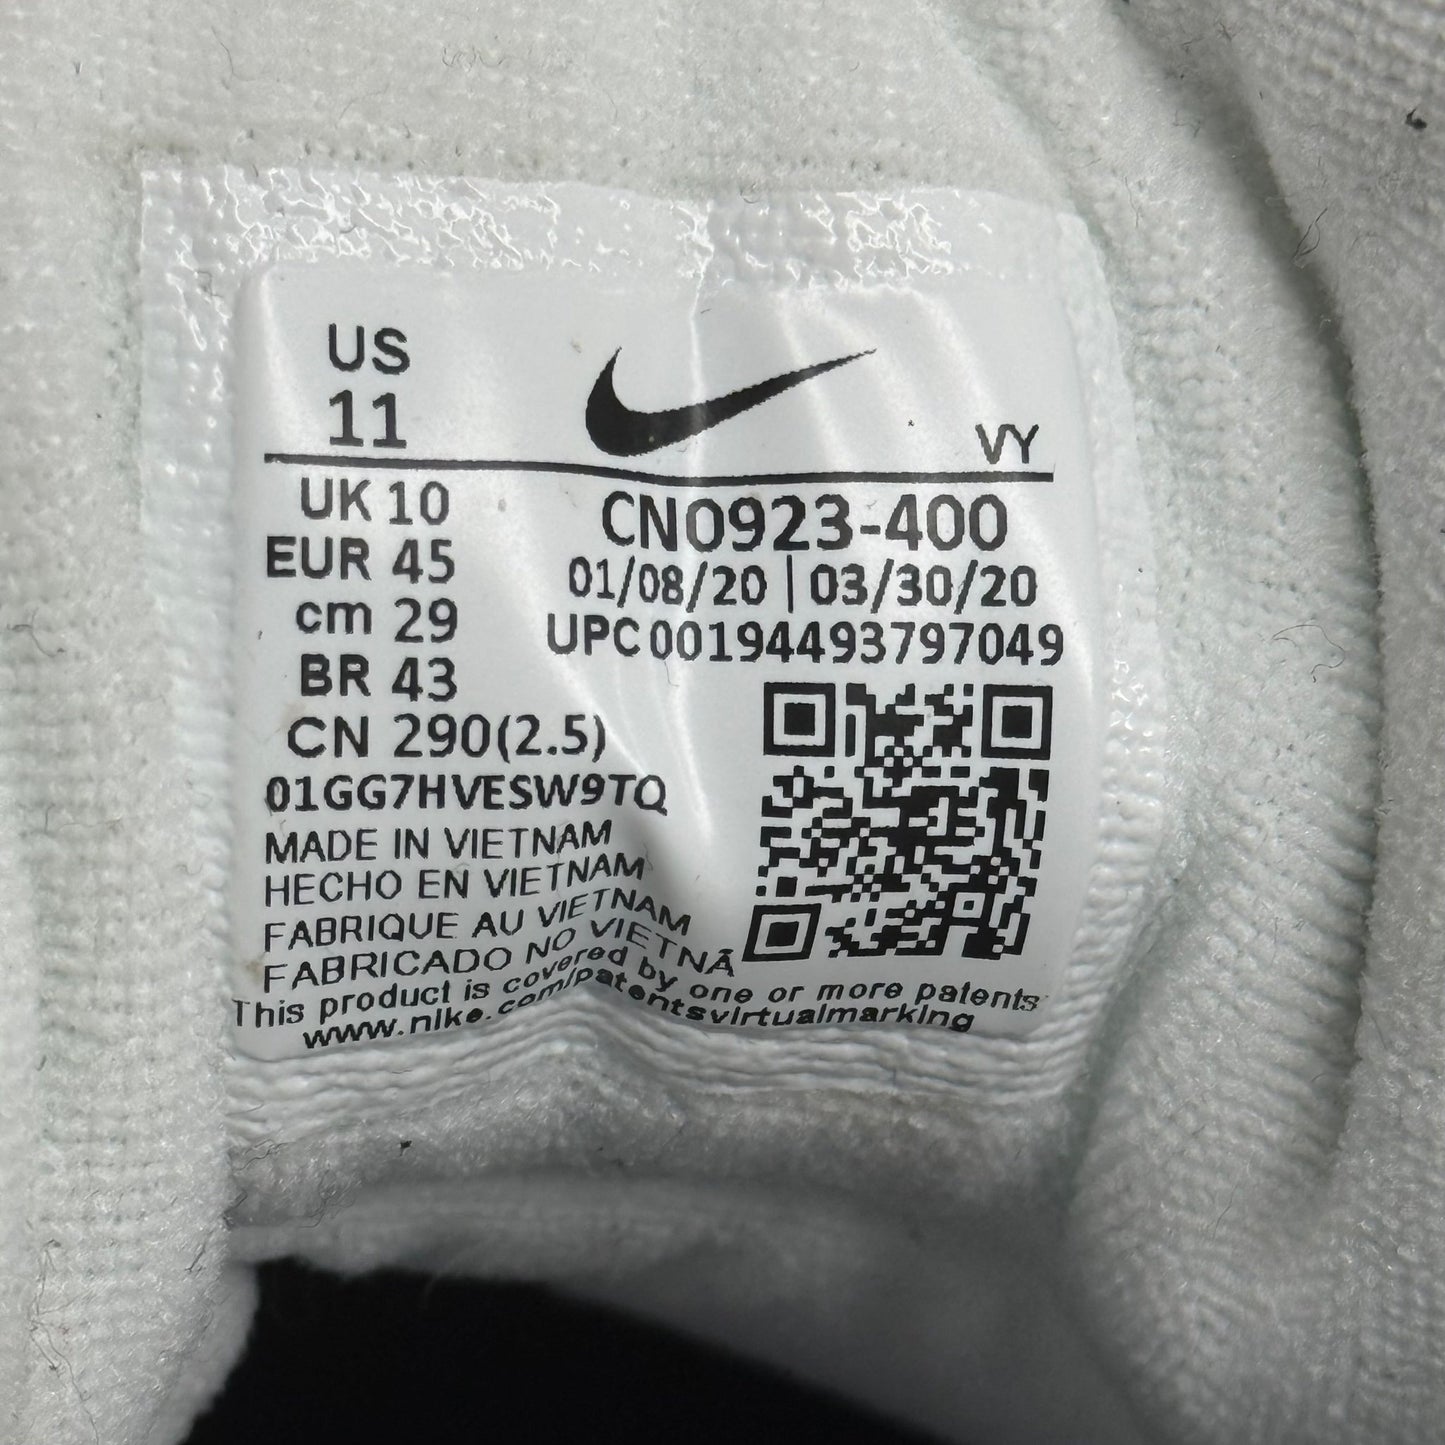 US
11
VY
UK 10
EUR 45
cm 29
BR 43
CN 290(2.5)
CN0923-400
01/08/20 | 03/30/20
UPC 00194493797049
01GG7HVESW9TQ
MADE IN VIETNAM
HECHO EN VIETNAM
FABRIQUE AU VIETNAM
FABRICADO NO VIETNÃ
This product is covered by one or more patents
www.nike.com/patentsvirtualmarking